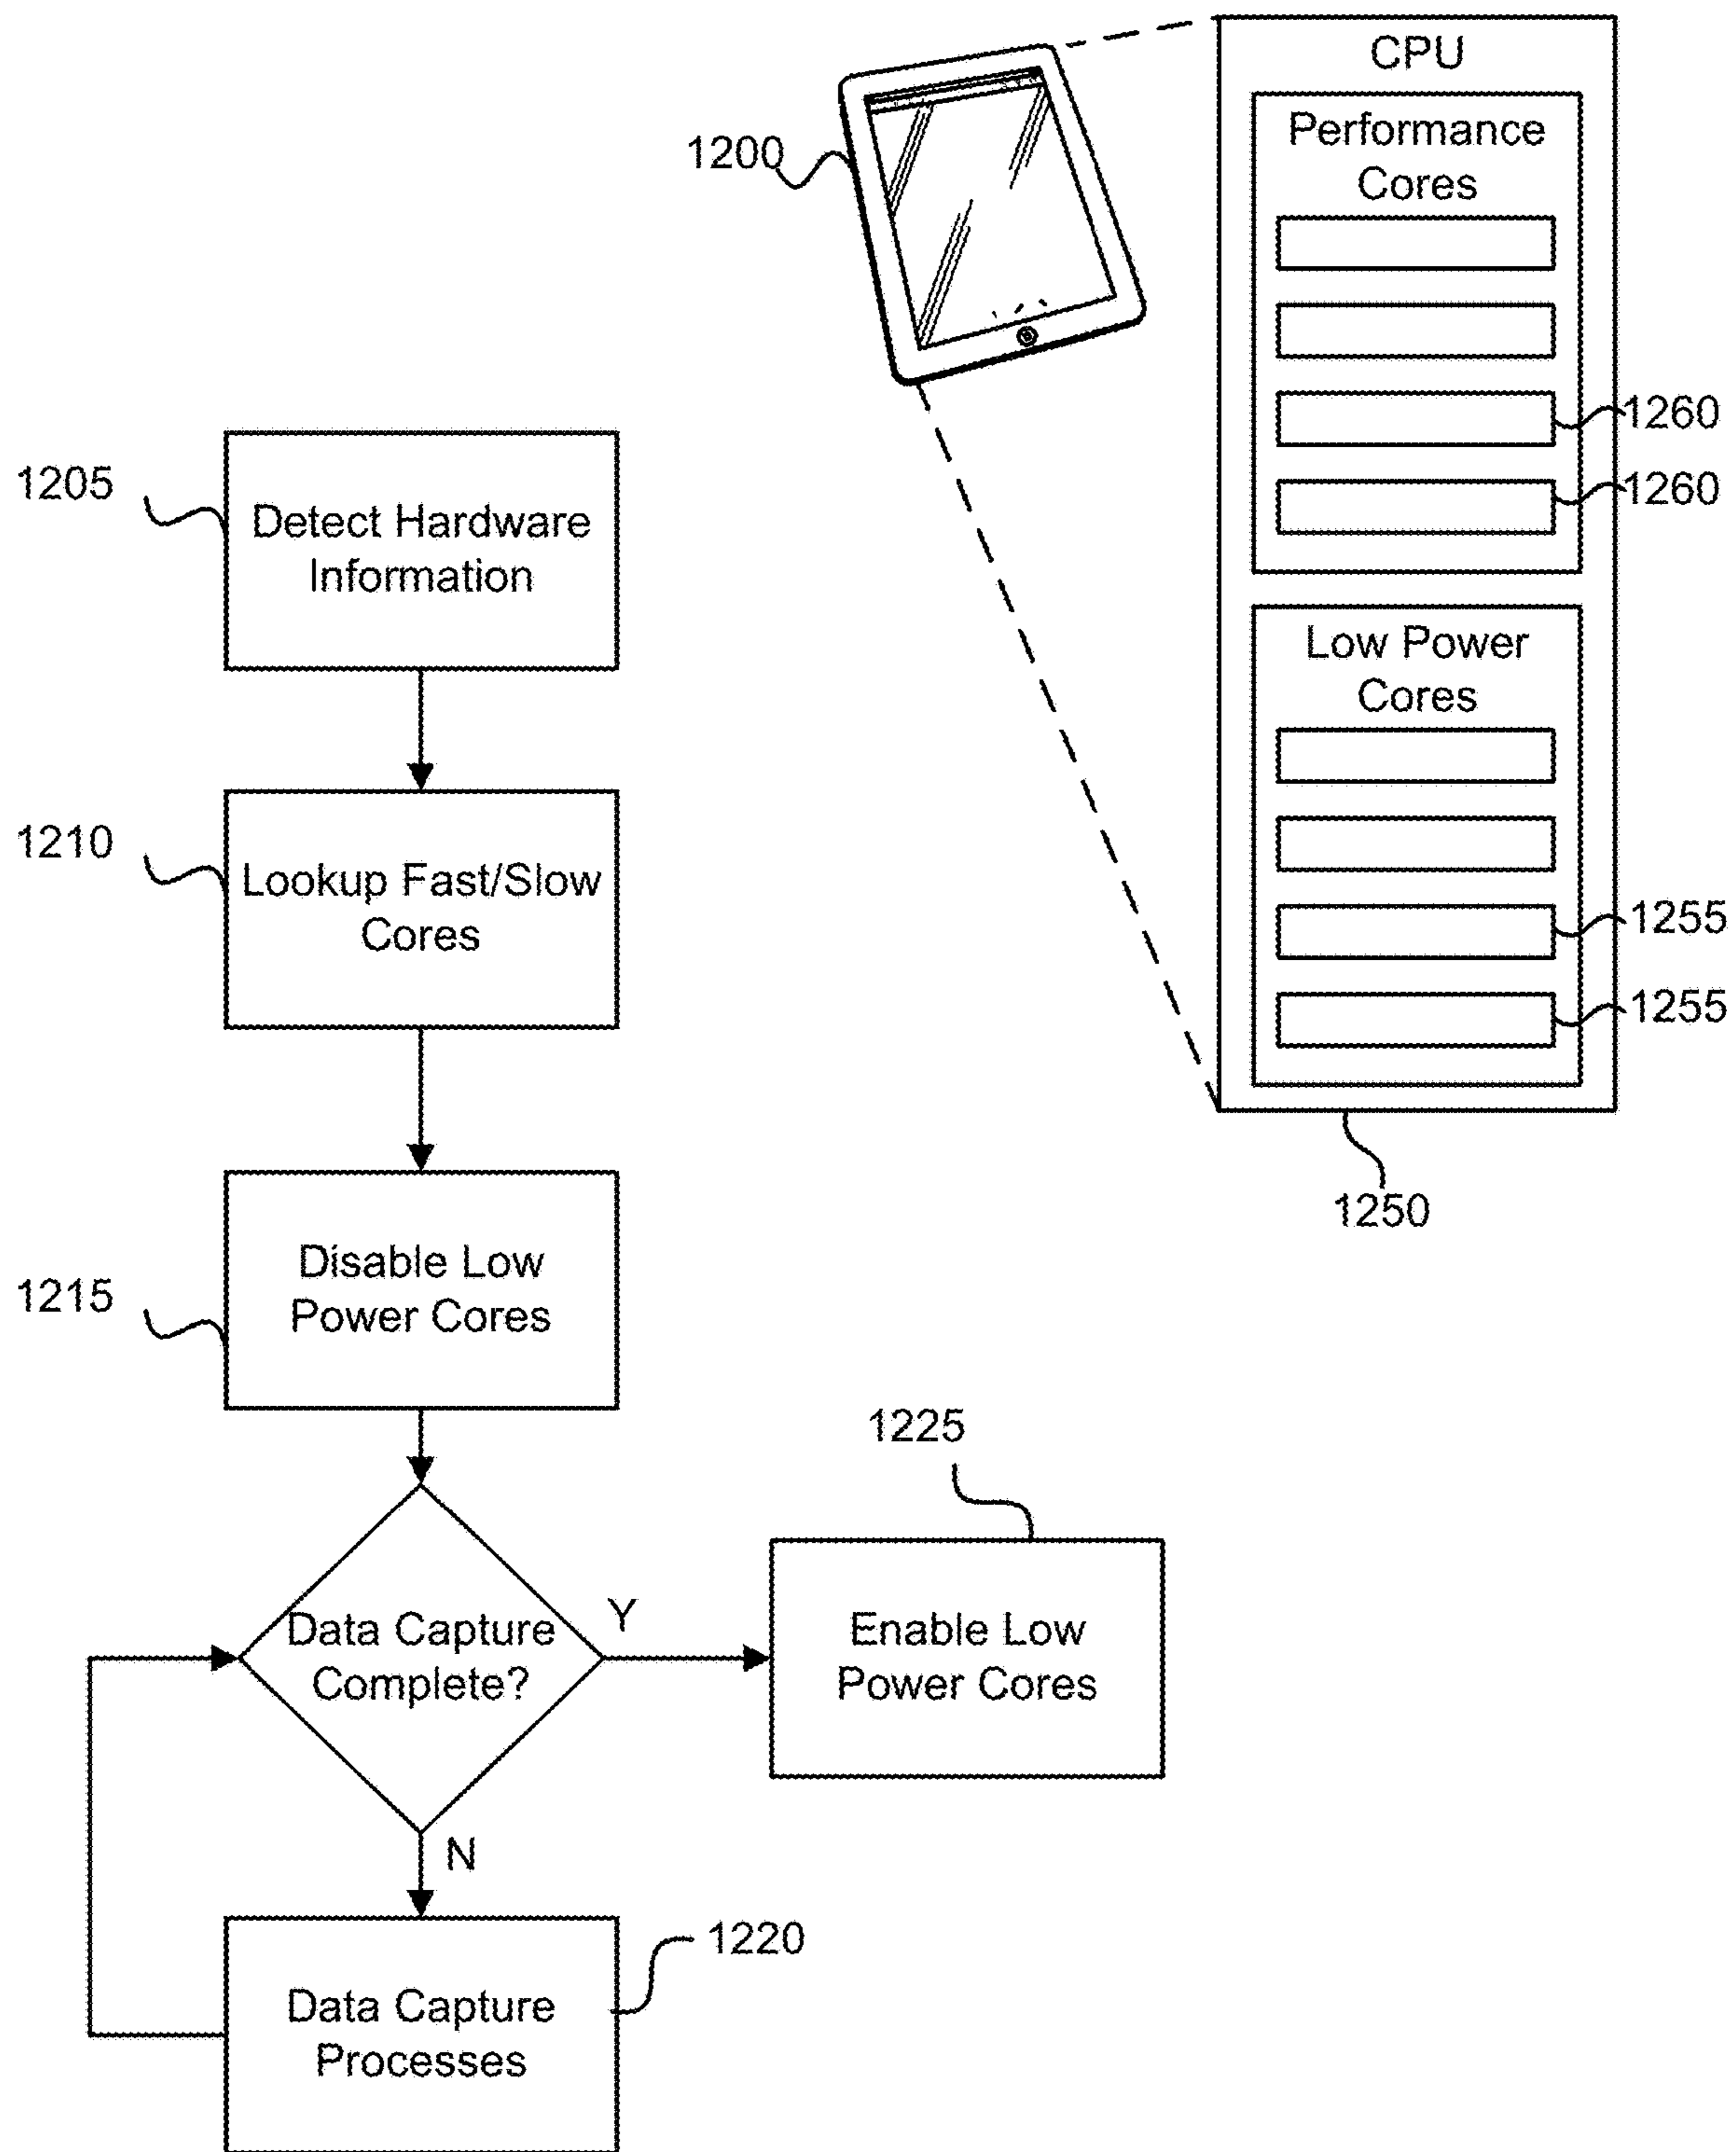 CPU
Performance
Cores
1200
1260
1260
Low Power
Cores
1255
1255
1250
1205
Detect Hardware
Information
1210
Lookup Fast/Slow
Cores
1215
Disable Low
Power Cores
Data Capture
Complete?
Y
N
1225
Enable Low
Power Cores
1220
Data Capture
Processes